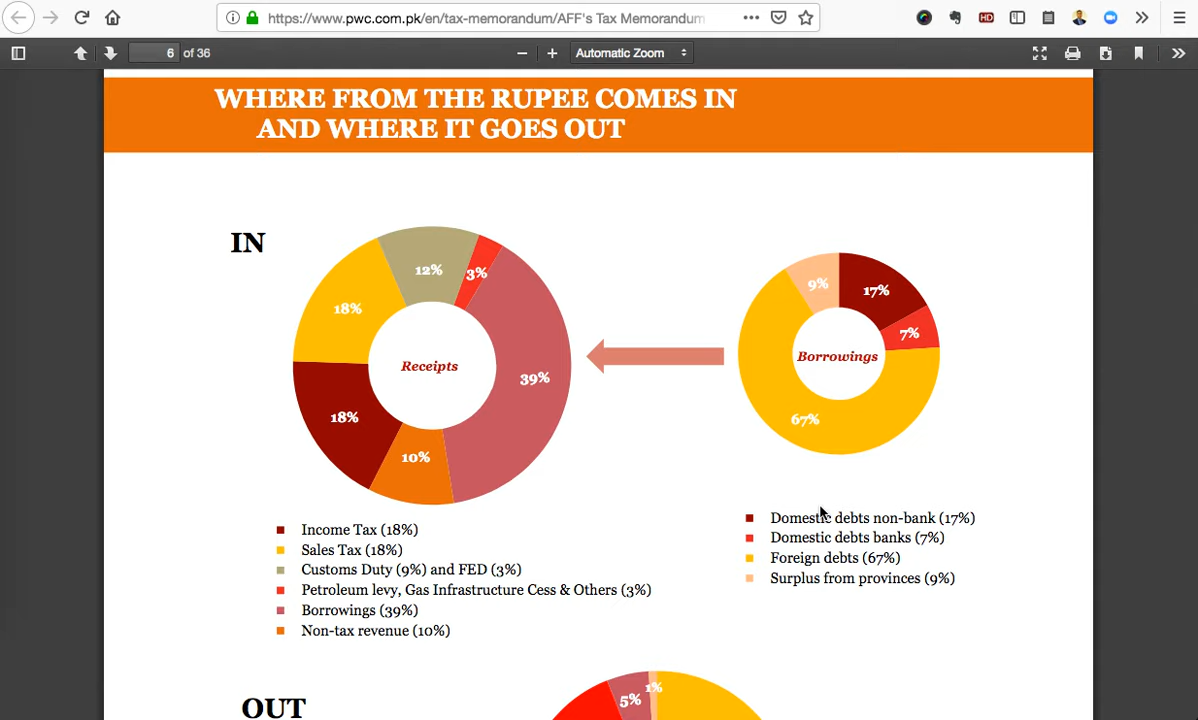 https://www.pwc.com.pk/en/tax-memorandum/AFF's Tax Memorandum
HD
6 of 36
Automatic Zoom
WHERE FROM THE RUPEE COMES IN
AND WHERE IT GOES OUT
IN
12%
3%
18%
39%
18%
10%
Receipts
9%
17%
7%
67%
Borrowings
Income Tax (18%)
Sales Tax (18%)
Customs Duty (9%) and FED (3%)
Petroleum levy, Gas Infrastructure Cess & Others (3%)
Borrowings (39%)
Non-tax revenue (10%)
Domestic debts non-bank (17%)
Domestic debts banks (7%)
Foreign debts (67%)
Surplus from provinces (9%)
OUT
5%
1%